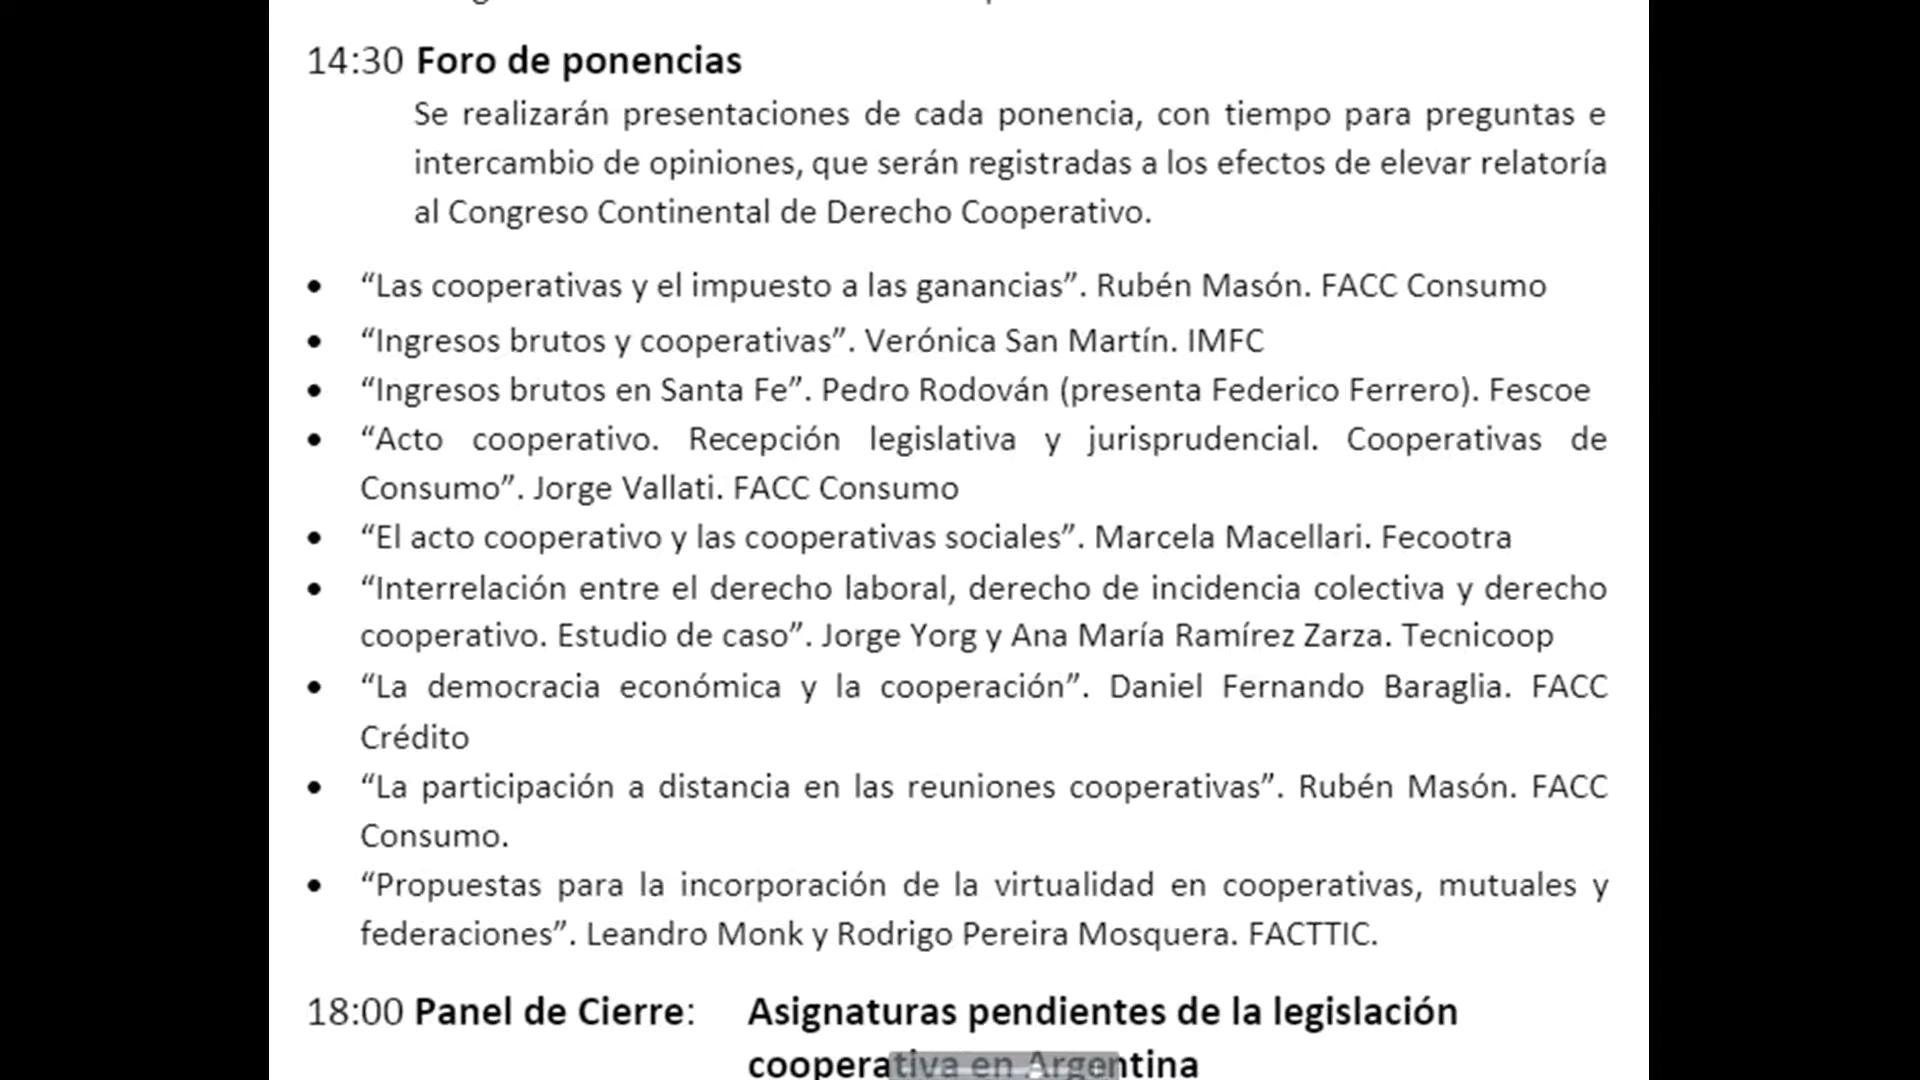 14:30 Foro de ponencias
Se realizarán presentaciones de cada ponencia, con tiempo para preguntas e
intercambio de opiniones, que serán registradas a los efectos de elevar relatoría
al Congreso Continental de Derecho Cooperativo.
• “Las cooperativas y el impuesto a las ganancias”. Rubén Masón. FACC Consumo
• “Ingresos brutos y cooperativas”. Verónica San Martín. IMFC
• “Ingresos brutos en Santa Fe”. Pedro Rodován (presenta Federico Ferrero). Fescoe
• “Acto cooperativo. Recepción legislativa y jurisprudencial. Cooperativas de
Consumo”. Jorge Vallati. FACC Consumo
• “El acto cooperativo y las cooperativas sociales”. Marcela Macellari. Fecootra
• “Interrelación entre el derecho laboral, derecho de incidencia colectiva y derecho
cooperativo. Estudio de caso”. Jorge Yorg y Ana María Ramírez Zarza. Tecnicoop
• “La democracia económica y la cooperación”. Daniel Fernando Baraglia. FACC
Crédito
• “La participación a distancia en las reuniones cooperativas”. Rubén Masón. FACC
Consumo.
• “Propuestas para la incorporación de la virtualidad en cooperativas, mutuales y
federaciones”. Leandro Monk y Rodrigo Pereira Mosquera. FACTTIC.
18:00 Panel de Cierre: Asignaturas pendientes de la legislación
cooperativa en Argentina